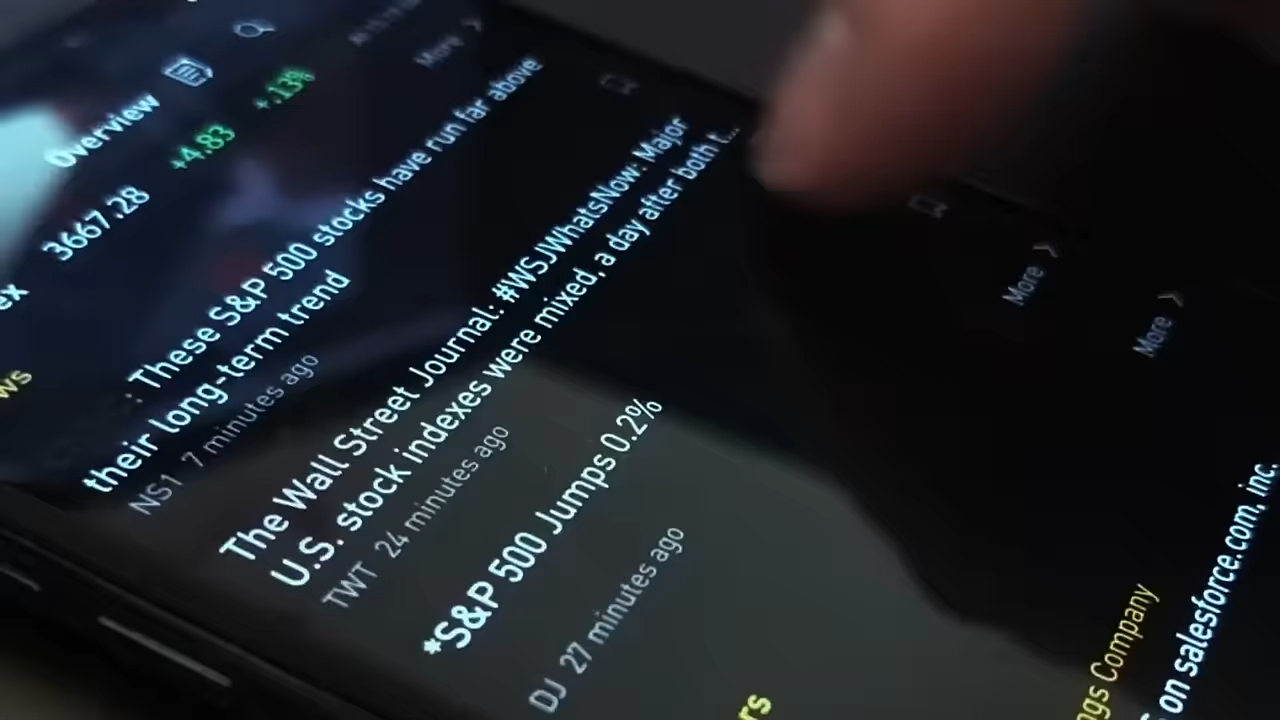 Overview
3667.28 +4.83 +.13%
More
: These S&P 500 stocks have run far above
their long-term trend
NS1 7 minutes ago
The Wall Street Journal: #WSJWhatsNow: Major
U.S. stock indexes were mixed, a day after both t...
TWT 24 minutes ago
*S&P 500 Jumps 0.2%
DJ 27 minutes ago
More
More
Company
on salesforce.com, inc.